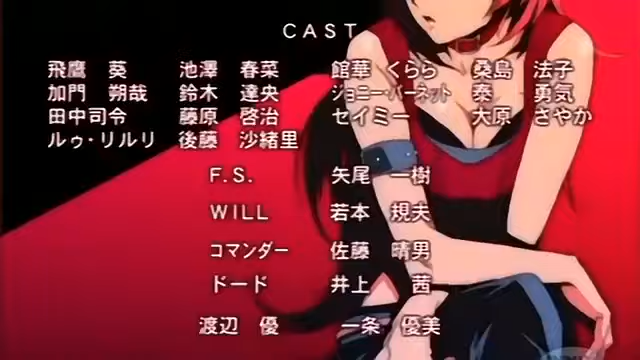 CAST
飛鷹 葵 池澤 春菜 館華 くらら 桑島 法子
加門 朔哉 鈴木 達央 ジョニー・バーネット 泰 勇気
田中司令 藤原 啓治 セイミー 大原 さやか
ルゥ・リルリ 後藤 沙緒里
F.S. 矢尾 一樹
WILL 若本 規夫
コマンダー 佐藤 晴男
ドード 井上 茜
渡辺 優 一条 優美